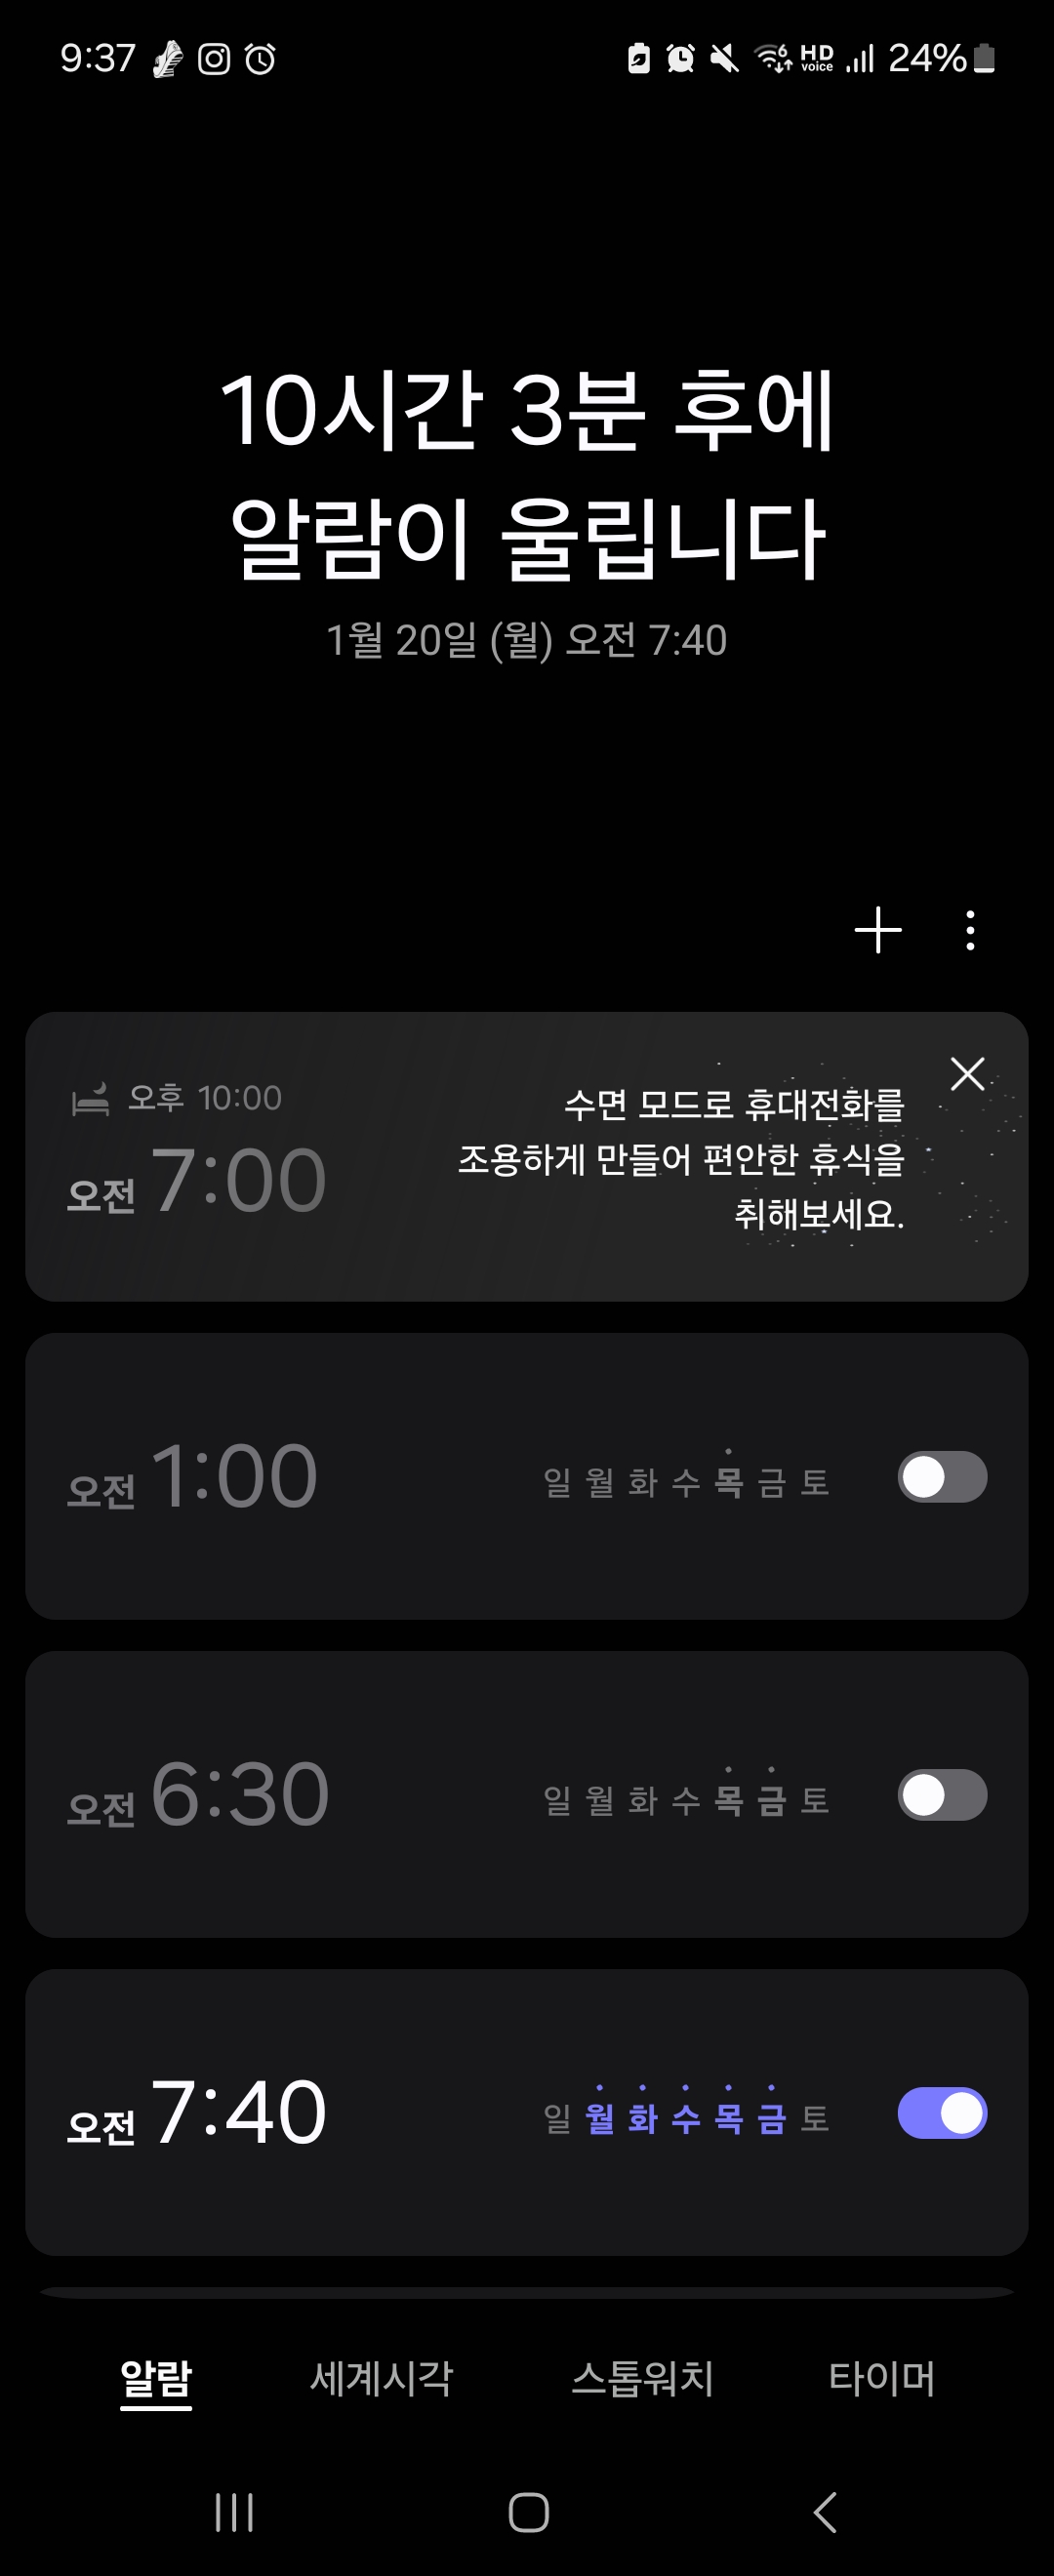 9:37
HD voice 24%
10시간 3분 후에
알람이 울립니다
1월 20일 (월) 오전 7:40
오후 10:00
오전 7:00
수면 모드로 휴대전화를
조용하게 만들어 편안한 휴식을
취해보세요.
오전 1:00 일 월 화 수 목 금 토
오전 6:30 일 월 화 수 목 금 토
오전 7:40 일 월 화 수 목 금 토
알람 세계시각 스톱워치 타이머